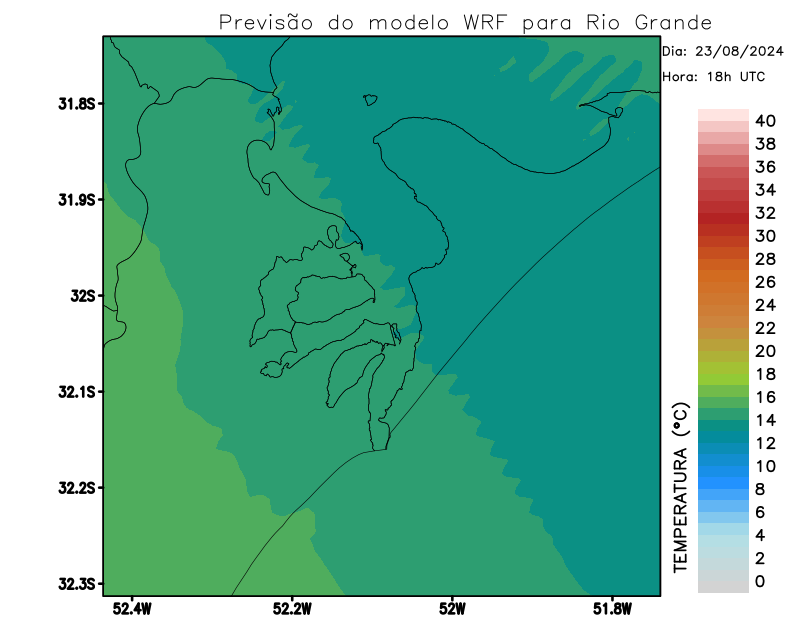 Previsão do modelo WRF para Rio Grande
Dia: 23/08/2024
Hora: 18h UTC
31.8S
31.9S
32S
32.1S
32.2S
32.3S
52.4W
52.2W
52W
51.8W
TEMPERATURA (°C)
40
38
36
34
32
30
28
26
24
22
20
18
16
14
12
10
8
6
4
2
0